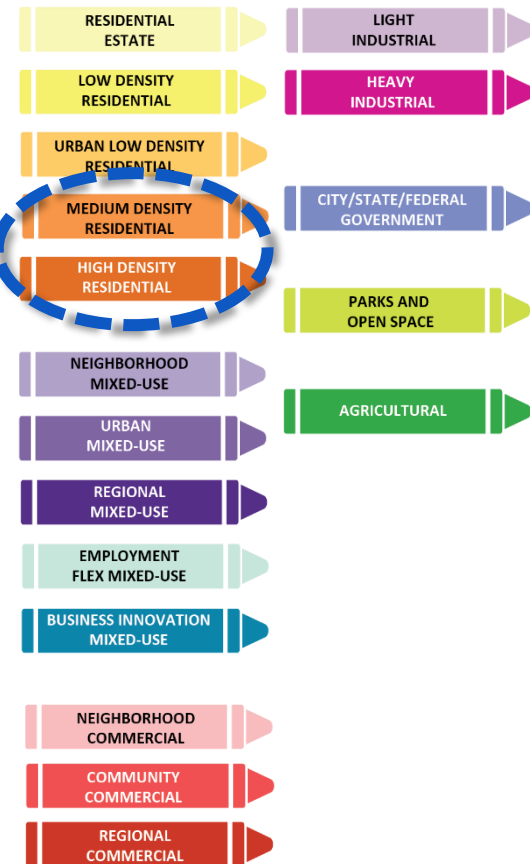 RESIDENTIAL
ESTATE
LOW DENSITY
RESIDENTIAL
URBAN LOW DENSITY
RESIDENTIAL
MEDIUM DENSITY
RESIDENTIAL
HIGH DENSITY
RESIDENTIAL
NEIGHBORHOOD
MIXED-USE
URBAN
MIXED-USE
REGIONAL
MIXED-USE
EMPLOYMENT
FLEX MIXED-USE
BUSINESS INNOVATION
MIXED-USE
NEIGHBORHOOD
COMMERCIAL
COMMUNITY
COMMERCIAL
REGIONAL
COMMERCIAL
LIGHT
INDUSTRIAL
HEAVY
INDUSTRIAL
CITY/STATE/FEDERAL
GOVERNMENT
PARKS AND
OPEN SPACE
AGRICULTURAL